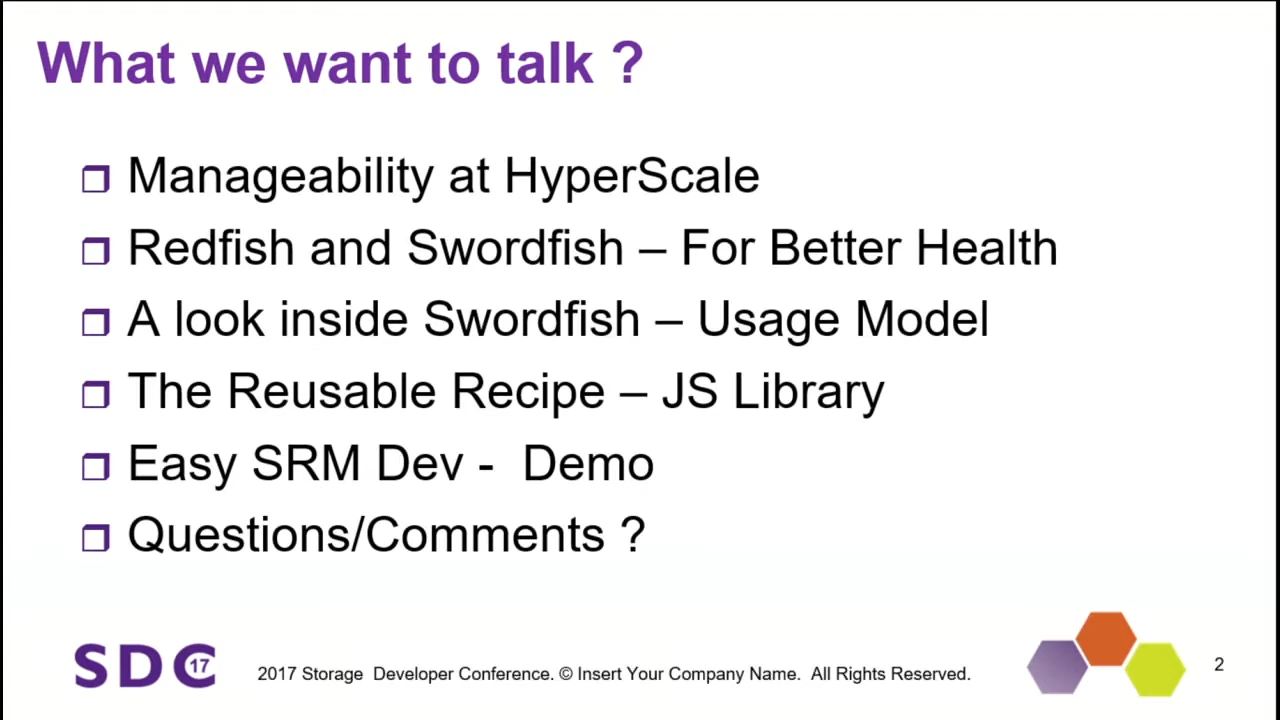 What we want to talk ?
Manageability at HyperScale
Redfish and Swordfish – For Better Health
A look inside Swordfish – Usage Model
The Reusable Recipe – JS Library
Easy SRM Dev - Demo
Questions/Comments ?
SDC 17
2017 Storage Developer Conference. © Insert Your Company Name. All Rights Reserved.
2